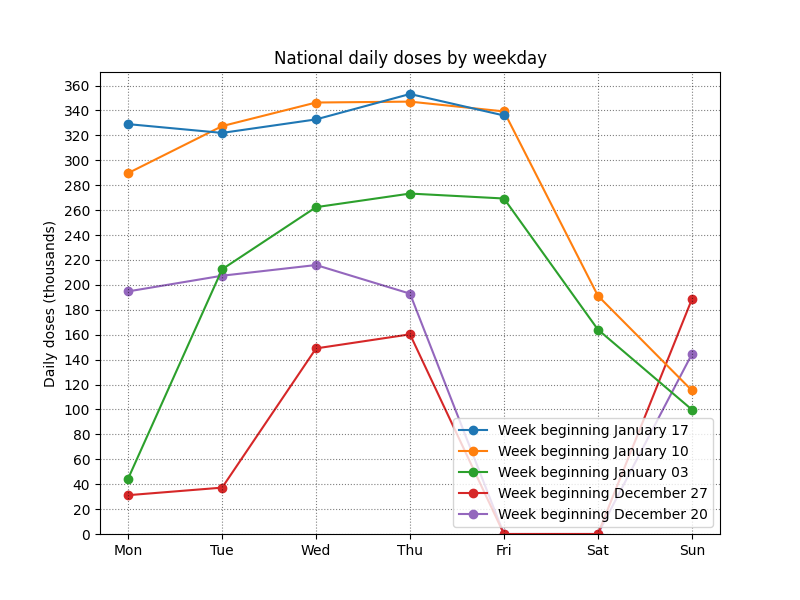 National daily doses by weekday
Daily doses (thousands)
360
340
320
300
280
260
240
220
200
180
160
140
120
100
80
60
40
20
0
Mon Tue Wed Thu Fri Sat Sun
Week beginning January 17
Week beginning January 10
Week beginning January 03
Week beginning December 27
Week beginning December 20